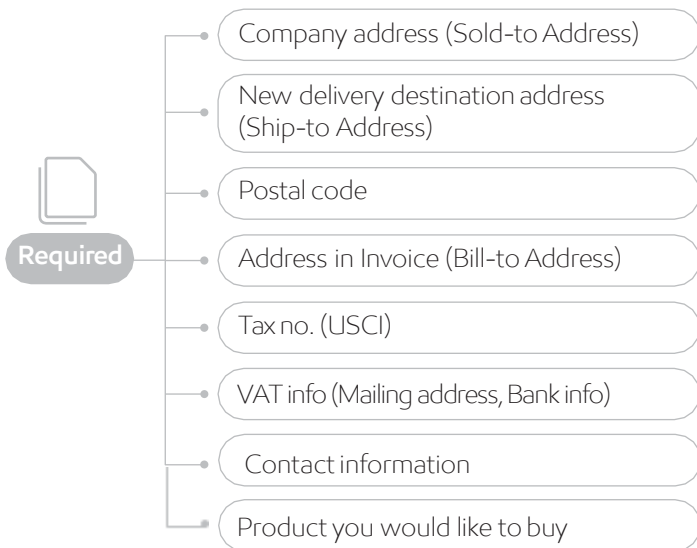 Company address (Sold-to Address)
New delivery destination address
(Ship-to Address)
Postal code
Required
Address in Invoice (Bill-to Address)
Tax no. (USCI)
VAT info (Mailing address, Bank info)
Contact information
Product you would like to buy